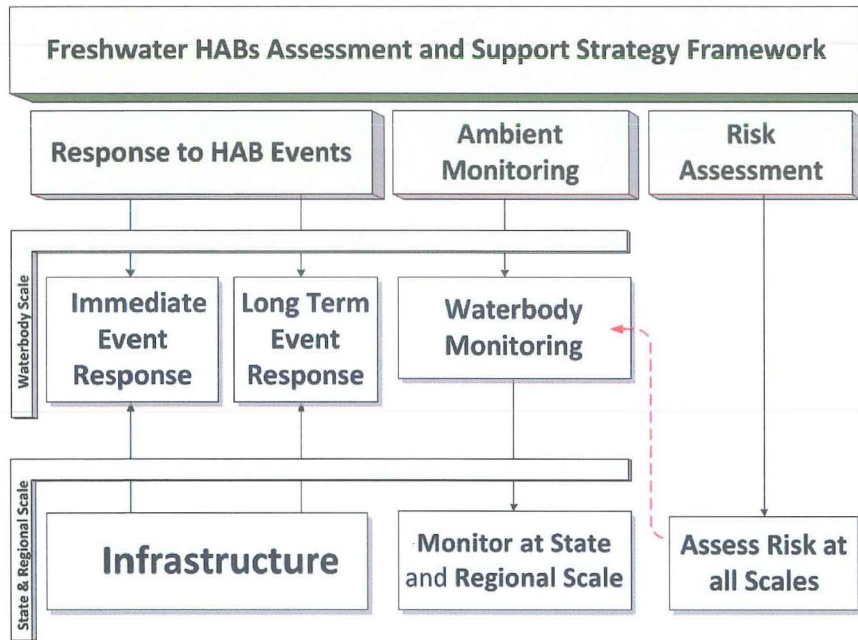 Freshwater HABs Assessment and Support Strategy Framework
Response to HAB Events
Ambient
Monitoring
Risk
Assessment
Waterbody Scale
Immediate
Event
Response
Long Term
Event
Response
Waterbody
Monitoring
State & Regional Scale
Infrastructure
Monitor at State
and Regional Scale
Assess Risk at
all Scales